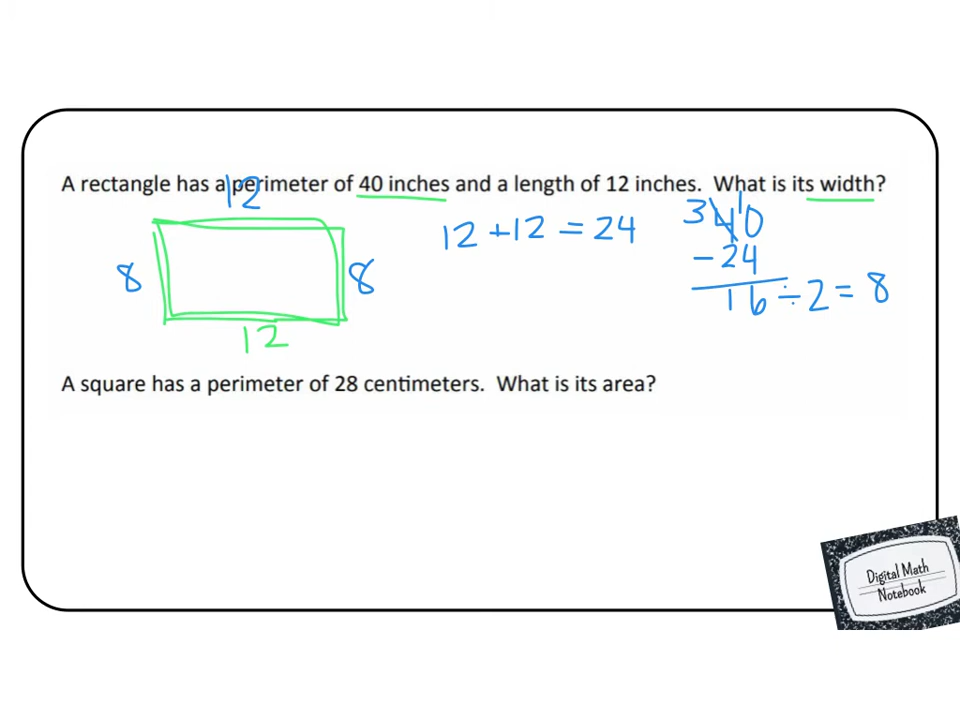 A rectangle has a perimeter of 40 inches and a length of 12 inches. What is its width?
12
12 + 12 = 24
3 40
- 24
16 ÷ 2 = 8
8
8
12
A square has a perimeter of 28 centimeters. What is its area?
Digital Math
Notebook